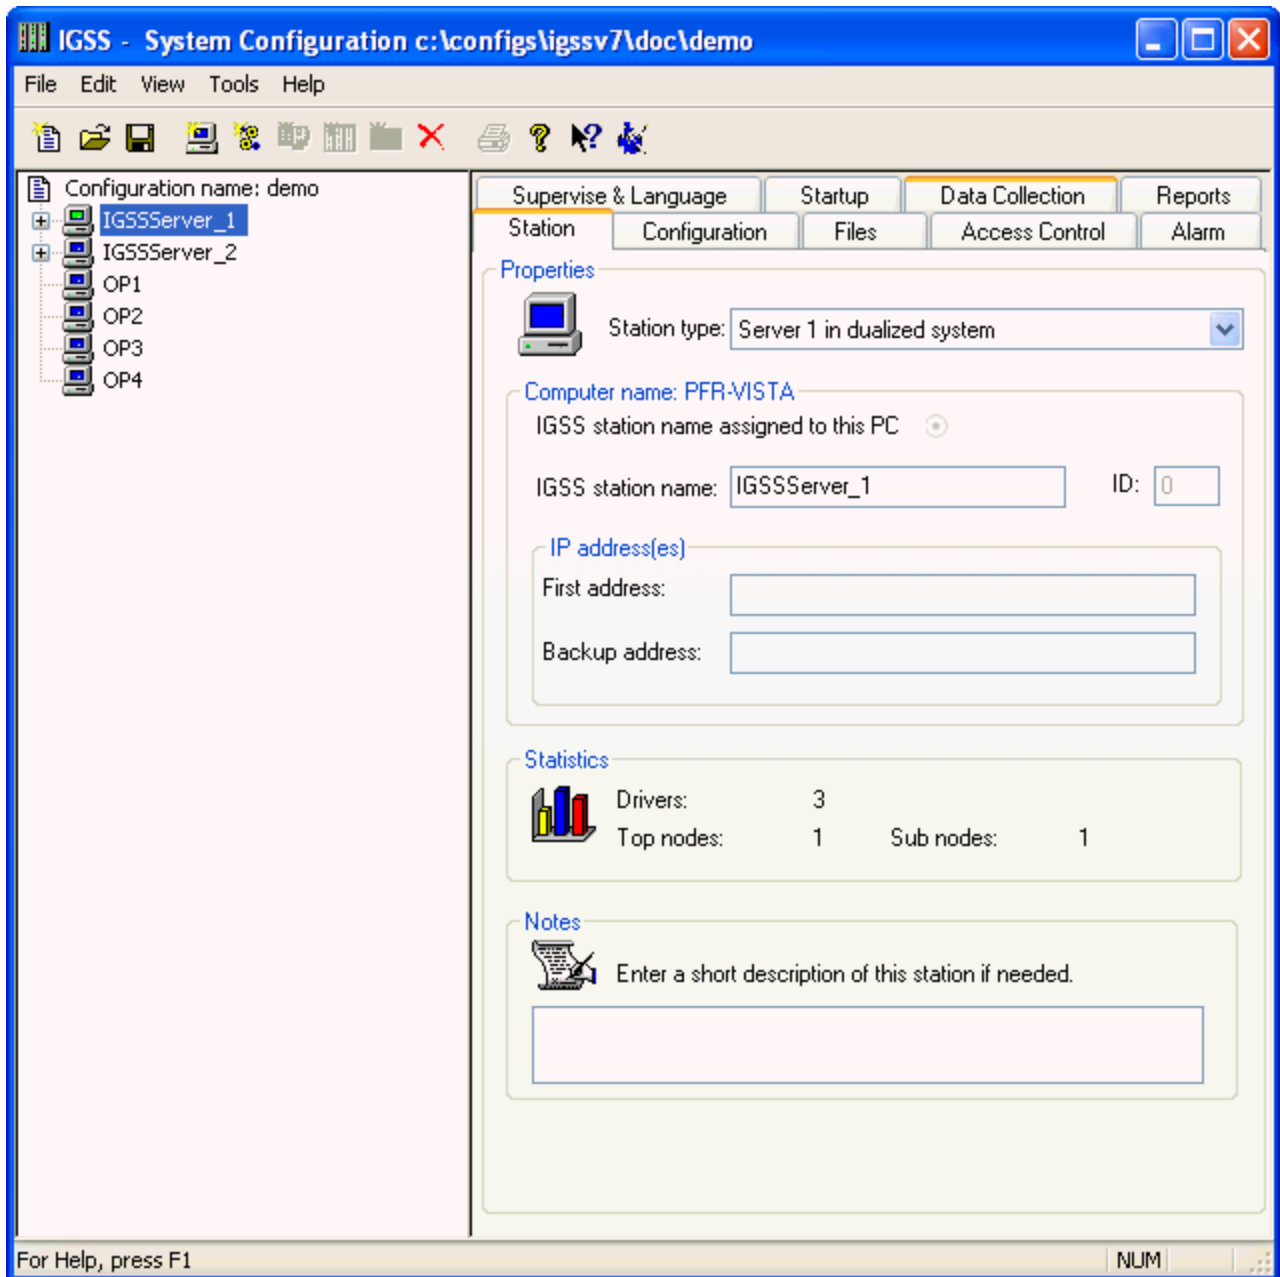 IGSS - System Configuration c:\configs\igssv7\doc\demo
File Edit View Tools Help
Configuration name: demo
IGSSServer_1
IGSSServer_2
OP1
OP2
OP3
OP4
Supervise & Language Startup Data Collection Reports
Station Configuration Files Access Control Alarm
Properties
Station type: Server 1 in dualized system
Computer name: PFR-VISTA
IGSS station name assigned to this PC
IGSS station name: IGSSServer_1 ID: 0
IP address(es)
First address:
Backup address:
Statistics
Drivers: 3
Top nodes: 1 Sub nodes: 1
Notes
Enter a short description of this station if needed.
For Help, press F1 NUM